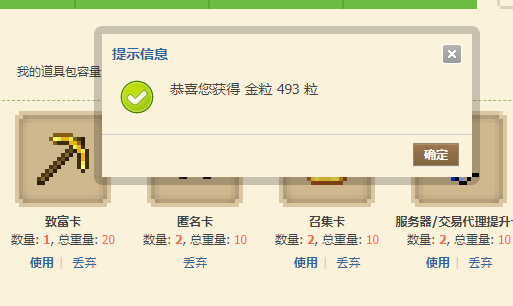 提示信息
我的道具包容量
恭喜您获得 金粒 493 粒
确定
致富卡
匿名卡
召集卡
服务器/交易代理提升卡
数量: 1, 总重量: 20
数量: 2, 总重量: 10
数量: 2, 总重量: 10
数量: 2, 总重量: 10
使用 | 丢弃
丢弃
使用 | 丢弃
使用 | 丢弃